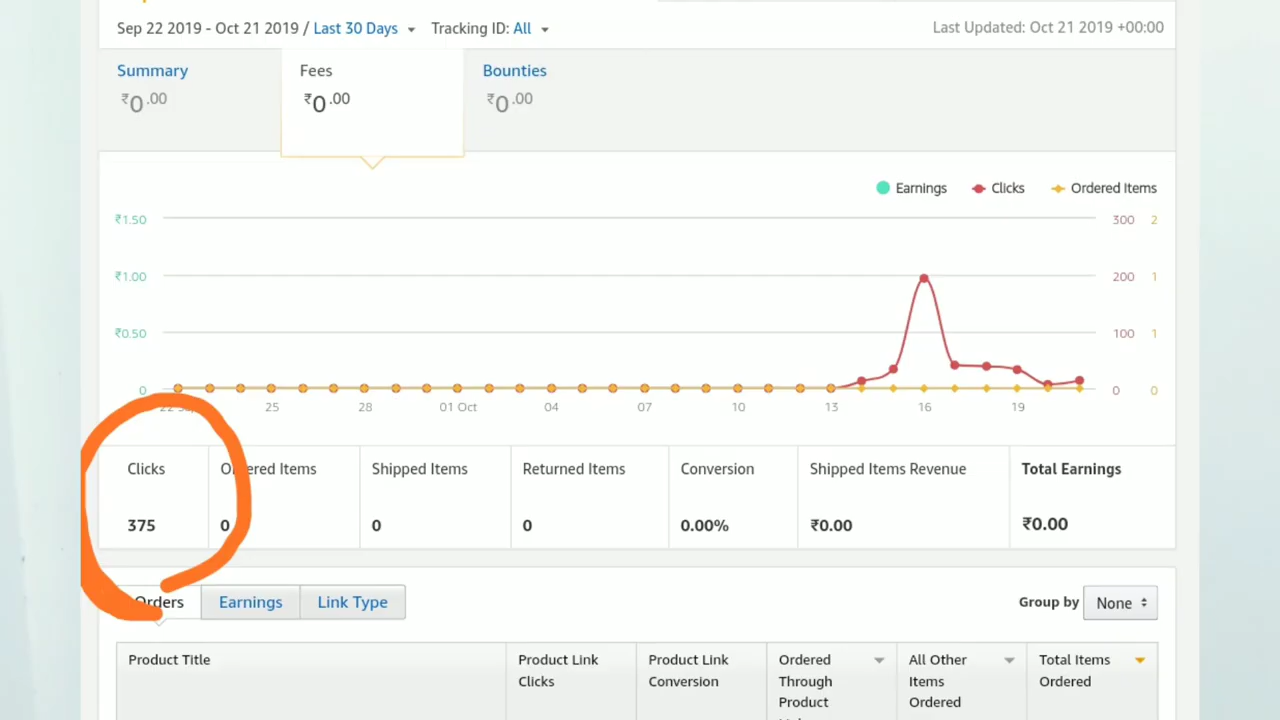 Sep 22 2019 - Oct 21 2019 / Last 30 Days Tracking ID: All Last Updated: Oct 21 2019 +00:00
Summary Fees Bounties
₹0.00 ₹0.00 ₹0.00
Earnings Clicks Ordered Items
₹1.50 300 2
₹1.00 200 1
₹0.50 100 1
0 0 0
22 25 28 01 Oct 04 07 10 13 16 19
Clicks Ordered Items Shipped Items Returned Items Conversion Shipped Items Revenue Total Earnings
375 0 0 0 0.00% ₹0.00 ₹0.00
Orders Earnings Link Type Group by None
Product Title Product Link Product Link Ordered All Other Total Items
Clicks Conversion Through Items Ordered
Product Ordered